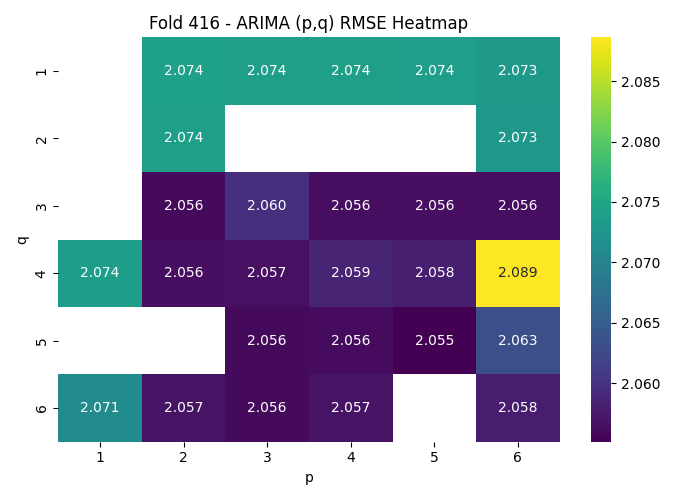 Fold 416 - ARIMA (p,q) RMSE Heatmap
1 2.074 2.074 2.074 2.074 2.073
2 2.074 2.073
3 2.056 2.060 2.056 2.056 2.056
4 2.074 2.056 2.057 2.059 2.058 2.089
5 2.056 2.056 2.055 2.063
6 2.071 2.057 2.056 2.057 2.058
1 2 3 4 5 6
p
q
2.085
2.080
2.075
2.070
2.065
2.060